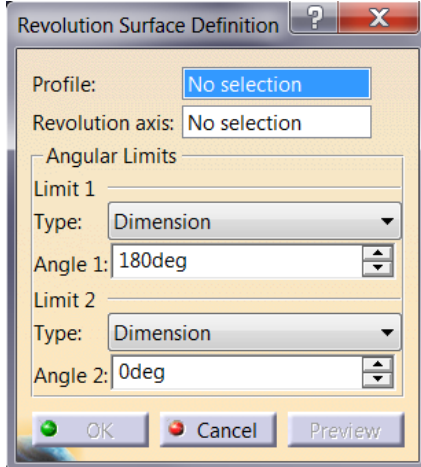 Revolution Surface Definition ? X
Profile: No selection
Revolution axis: No selection
Angular Limits
Limit 1
Type: Dimension
Angle 1: 180deg
Limit 2
Type: Dimension
Angle 2: 0deg
OK Cancel Preview